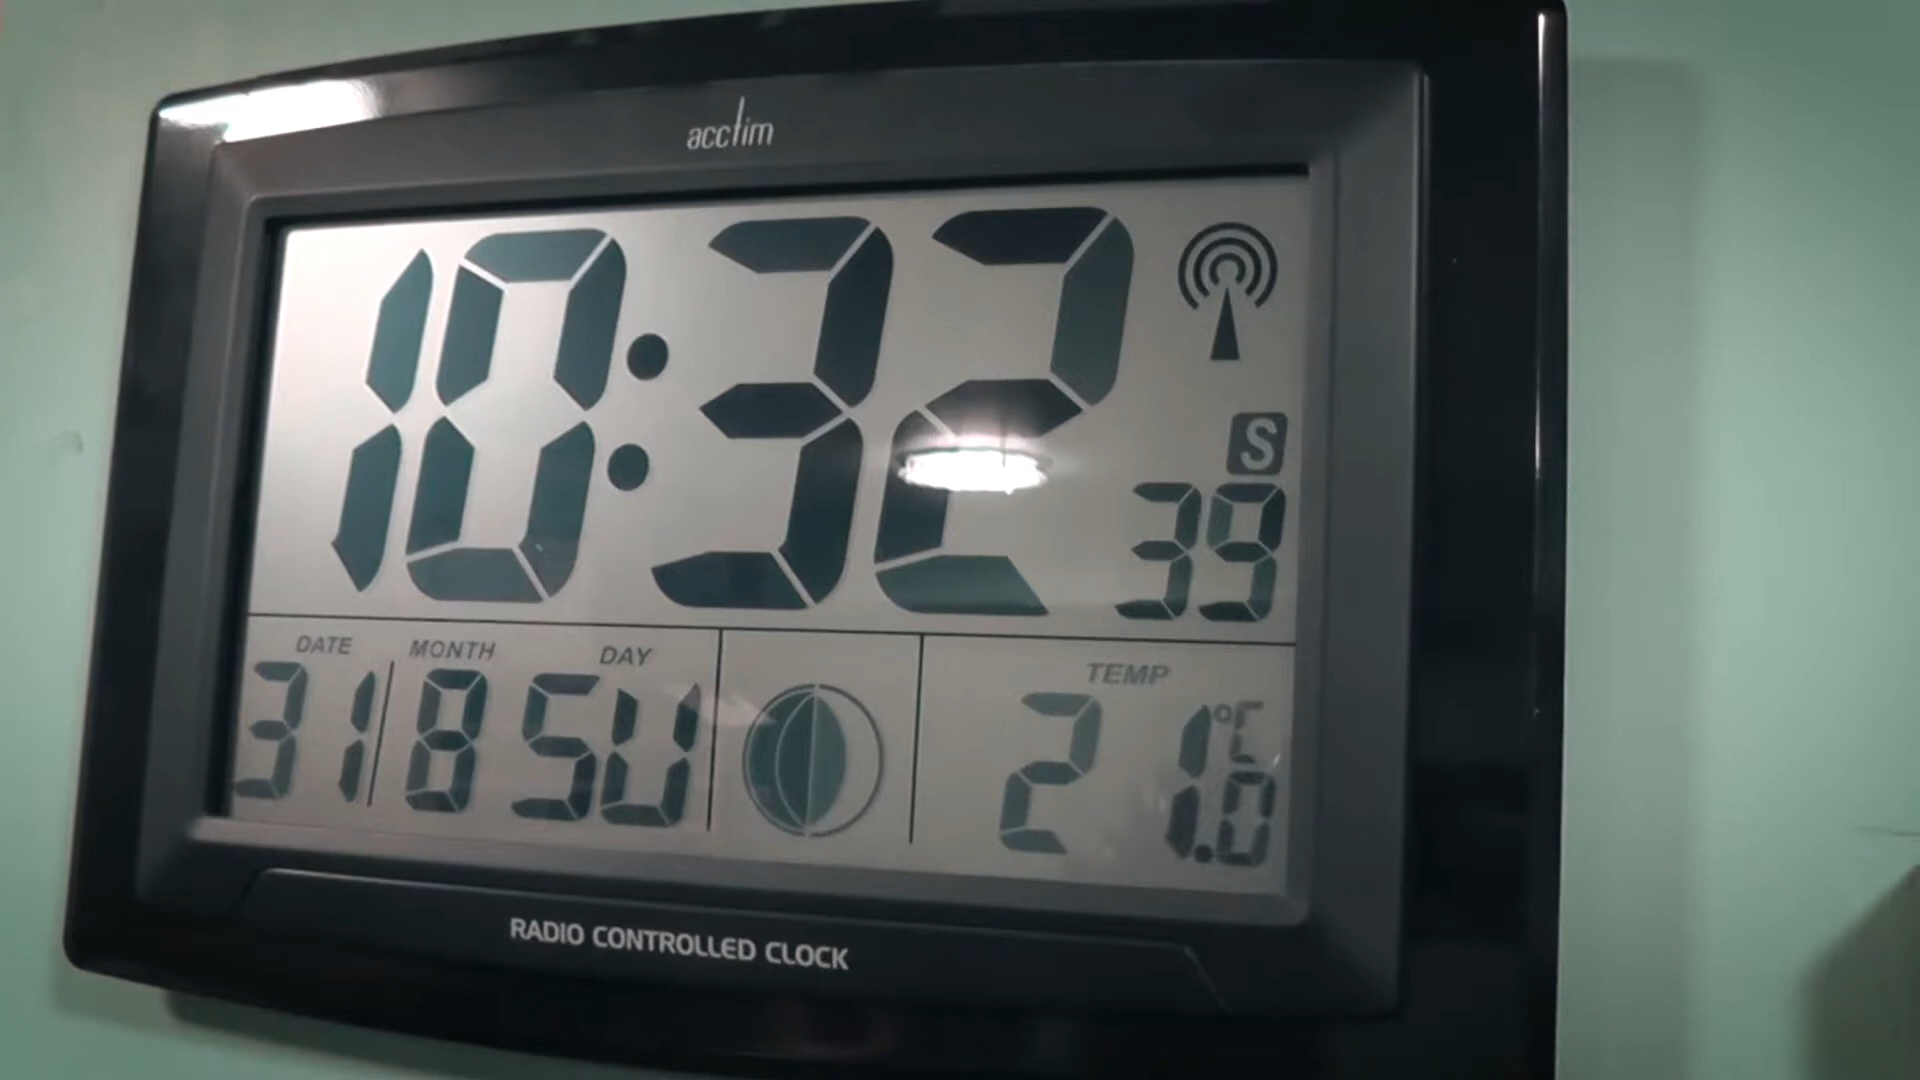 acctim
10:32
S
39
DATE MONTH DAY
31 8 SU
TEMP
21.0 °C
RADIO CONTROLLED CLOCK